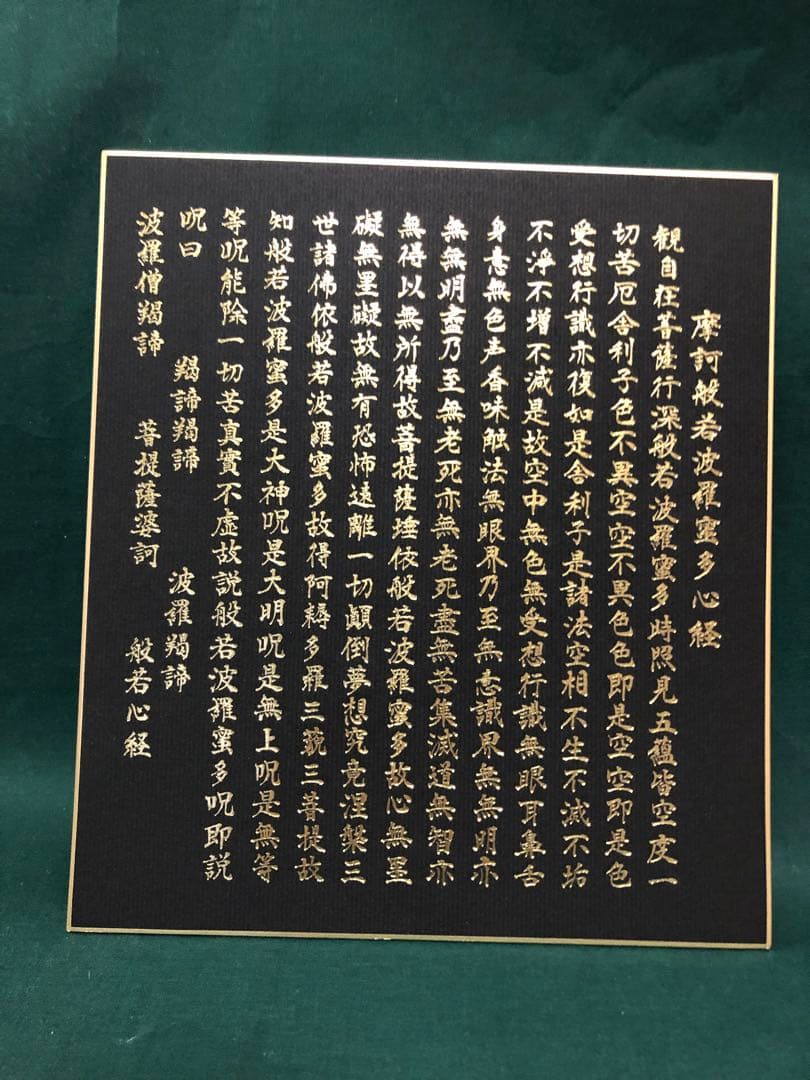 摩訶般若波羅蜜多心経
観自在菩薩行深般若波羅蜜多時照見五蘊皆空度一
切苦厄舎利子色不異空空不異色色即是空空即是色
受想行識亦復如是舎利子是諸法空相不生不滅不垢
不淨不増不減是故空中無色無受想行識無眼耳鼻舌
身意無色声香味触法無眼界乃至無意識界無無明亦
無無明盡乃至無老死亦無老死盡無苦集滅道無智亦
無得以無所得故菩提薩埵依般若波羅蜜多故心無罣
礙無罣礙故無有恐怖遠離一切顚倒夢想究竟涅槃三
世諸佛依般若波羅蜜多故得阿耨多羅三藐三菩提故
知般若波羅蜜多是大神呪是大明呪是無上呪是無等
等呪能除一切苦真實不虚故説般若波羅蜜多呪即説
呪曰　羯諦羯諦　波羅羯諦
波羅僧羯諦　菩提薩婆訶　般若心経